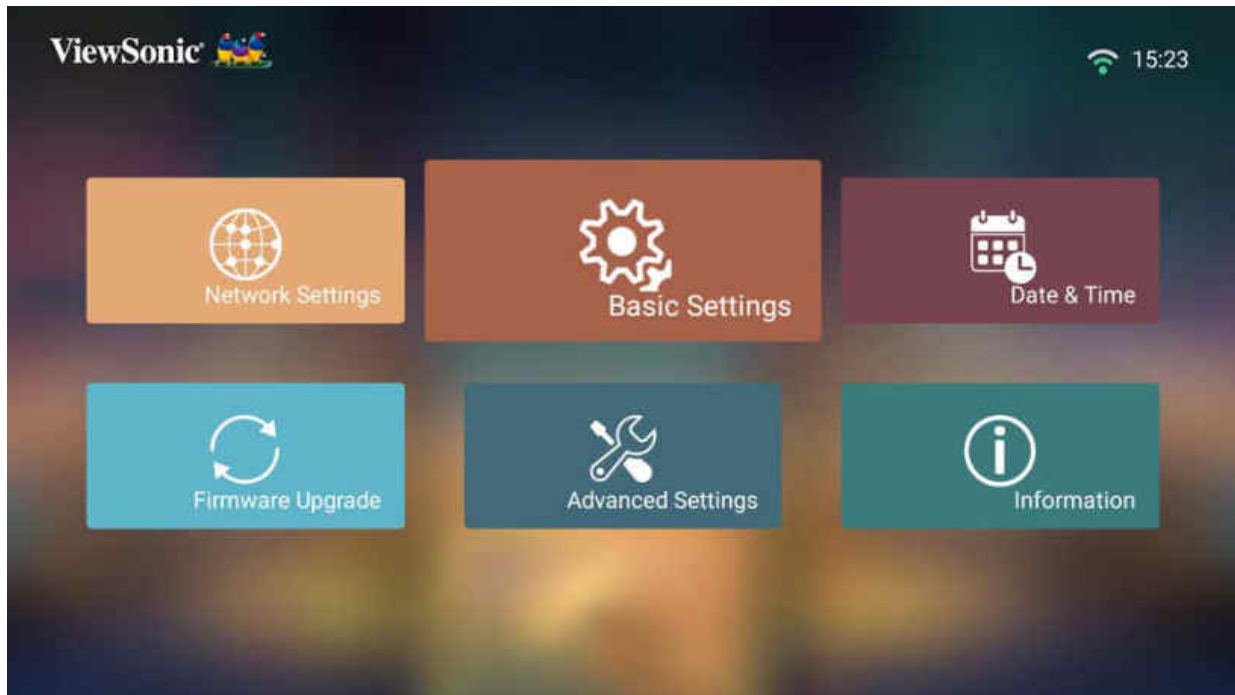 ViewSonic
15:23
Network Settings
Basic Settings
Date & Time
Firmware Upgrade
Advanced Settings
Information